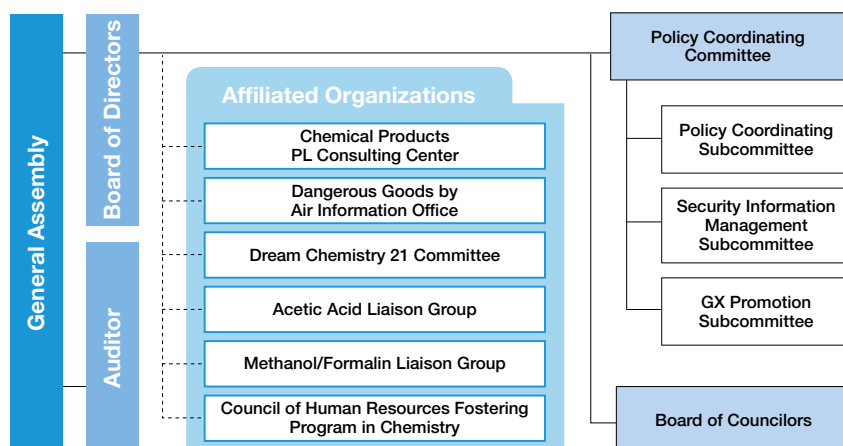 General Assembly
Board of Directors
Auditor
Affiliated Organizations
Chemical Products
PL Consulting Center
Dangerous Goods by
Air Information Office
Dream Chemistry 21 Committee
Acetic Acid Liaison Group
Methanol/Formalin Liaison Group
Council of Human Resources Fostering
Program in Chemistry
Policy Coordinating
Committee
Policy Coordinating
Subcommittee
Security Information
Management
Subcommittee
GX Promotion
Subcommittee
Board of Councilors